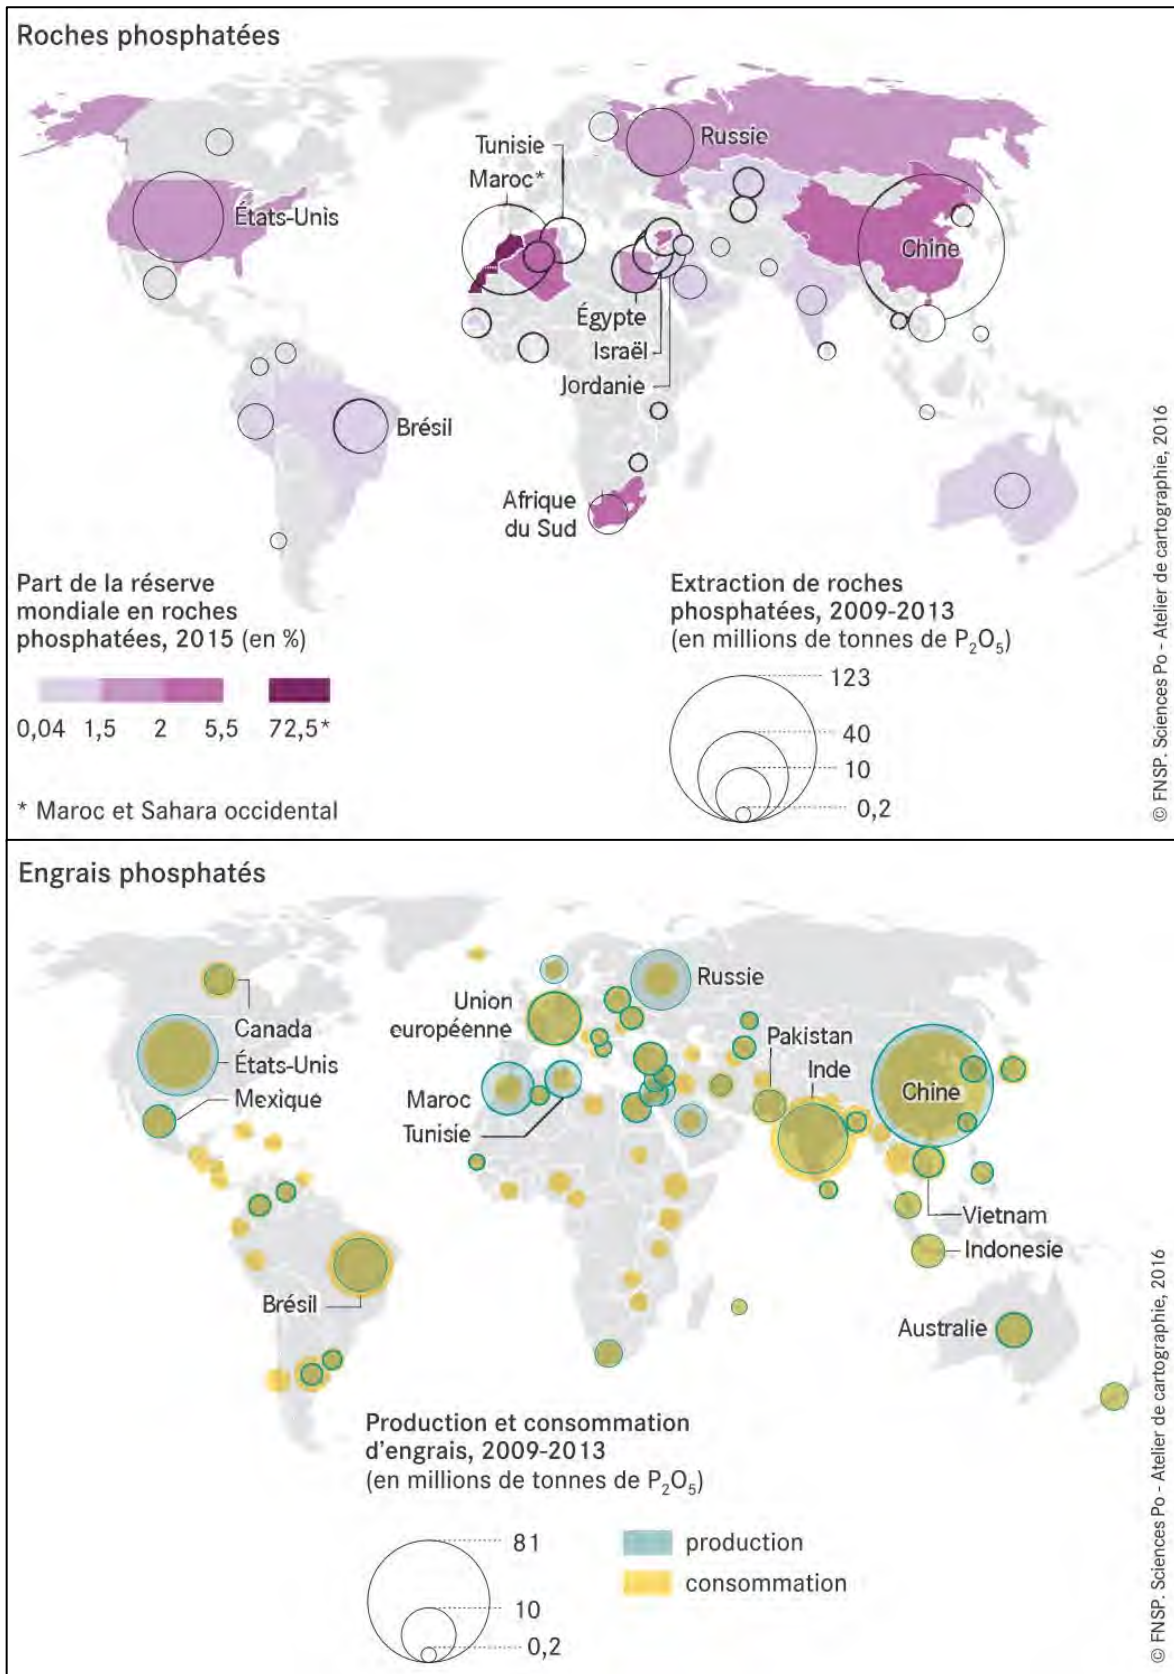 Roches phosphatées
Tunisie
Maroc*
Russie
États-Unis
Chine
Égypte
Israël
Jordanie
Brésil
Afrique
du Sud
Part de la réserve
mondiale en roches
phosphatées, 2015 (en %)
0,04 1,5 2 5,5 72,5*
* Maroc et Sahara occidental
Extraction de roches
phosphatées, 2009-2013
(en millions de tonnes de P₂O₅)
123
40
10
0,2
© FNSP. Sciences Po - Atelier de cartographie, 2016
Engrais phosphatés
Russie
Union
européenne
Canada
États-Unis
Mexique
Pakistan
Inde
Chine
Maroc
Tunisie
Vietnam
Indonesie
Brésil
Australie
Production et consommation
d'engrais, 2009-2013
(en millions de tonnes de P₂O₅)
81
10
0,2
production
consommation
© FNSP. Sciences Po - Atelier de cartographie, 2016